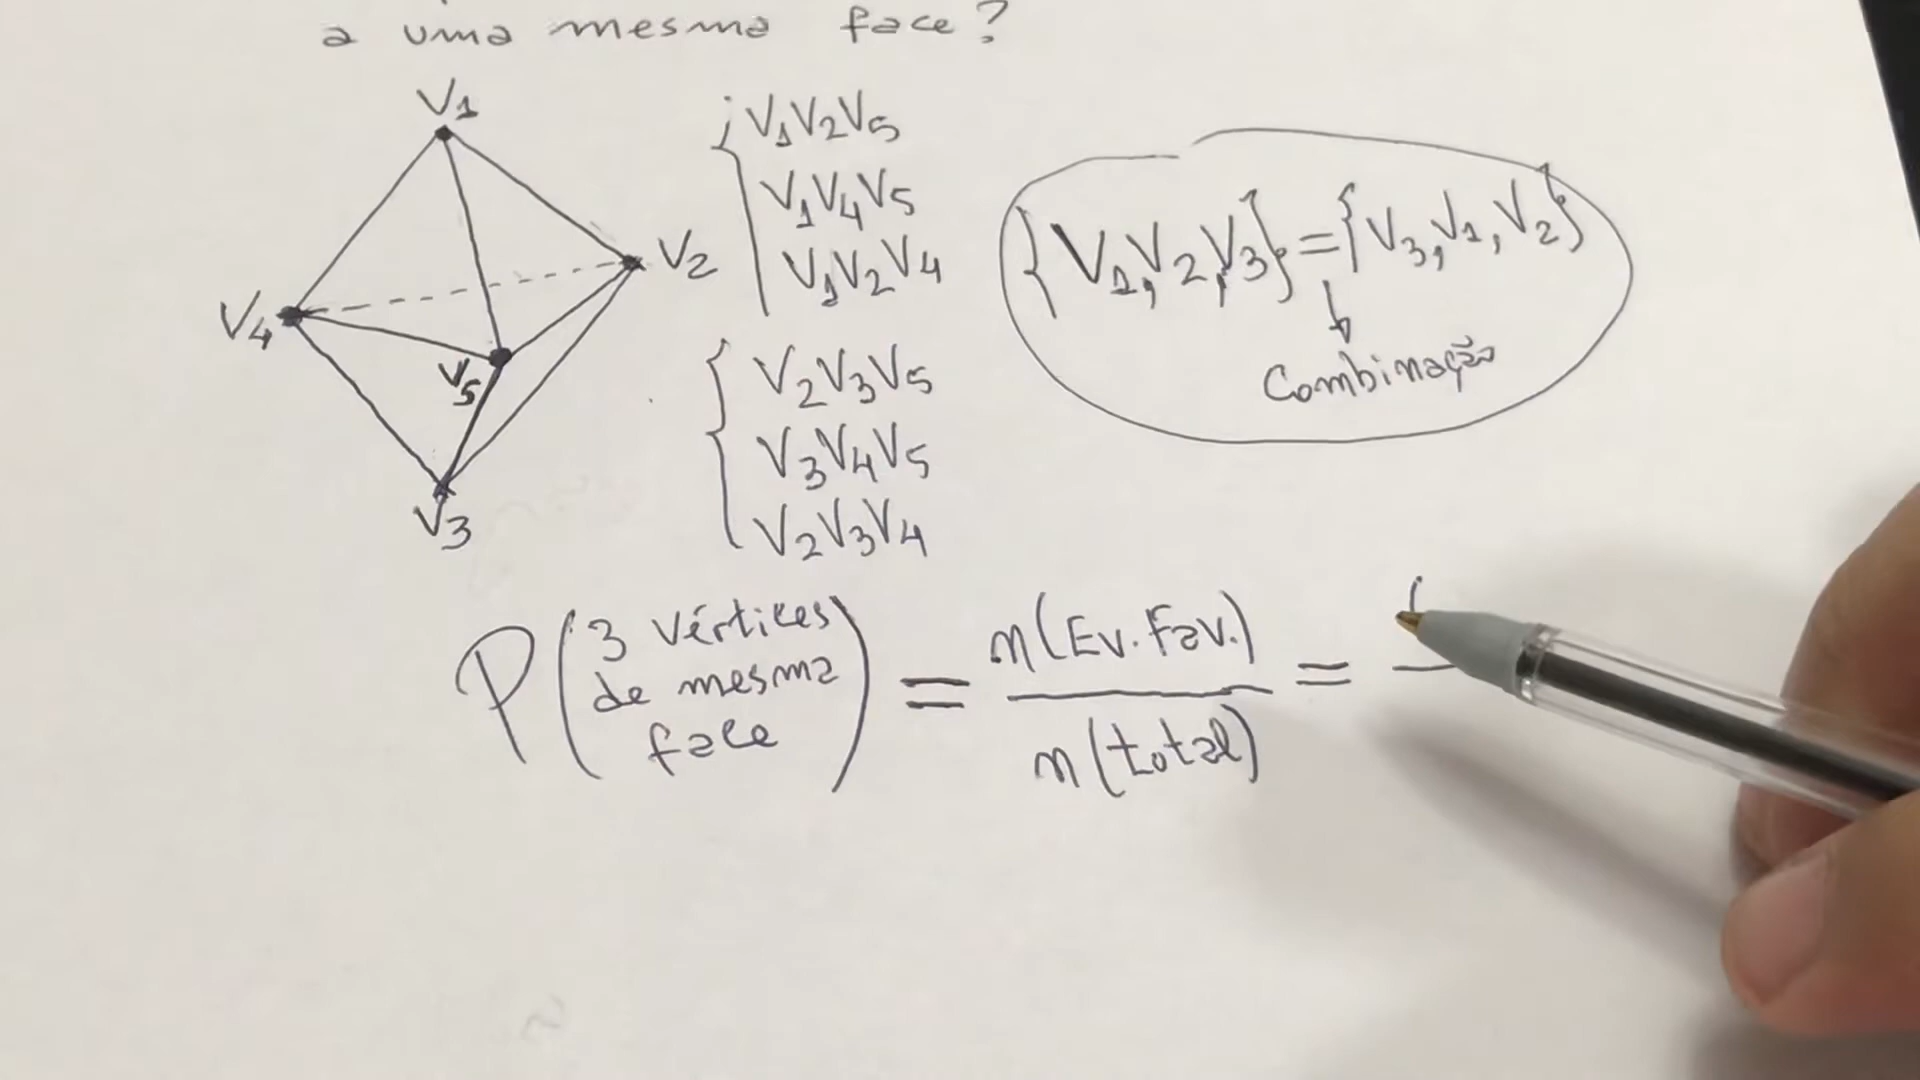 a uma mesma face?
V1
V2
V4
V5
V3
V1V2V5
V1V4V5
V1V2V4
V2V3V5
V3V4V5
V2V3V4
{V1,V2,V3}={V3,V1,V2}
Combinação
P(3 vértices de mesma face) = n(Ev. Fav.) / n(total) =